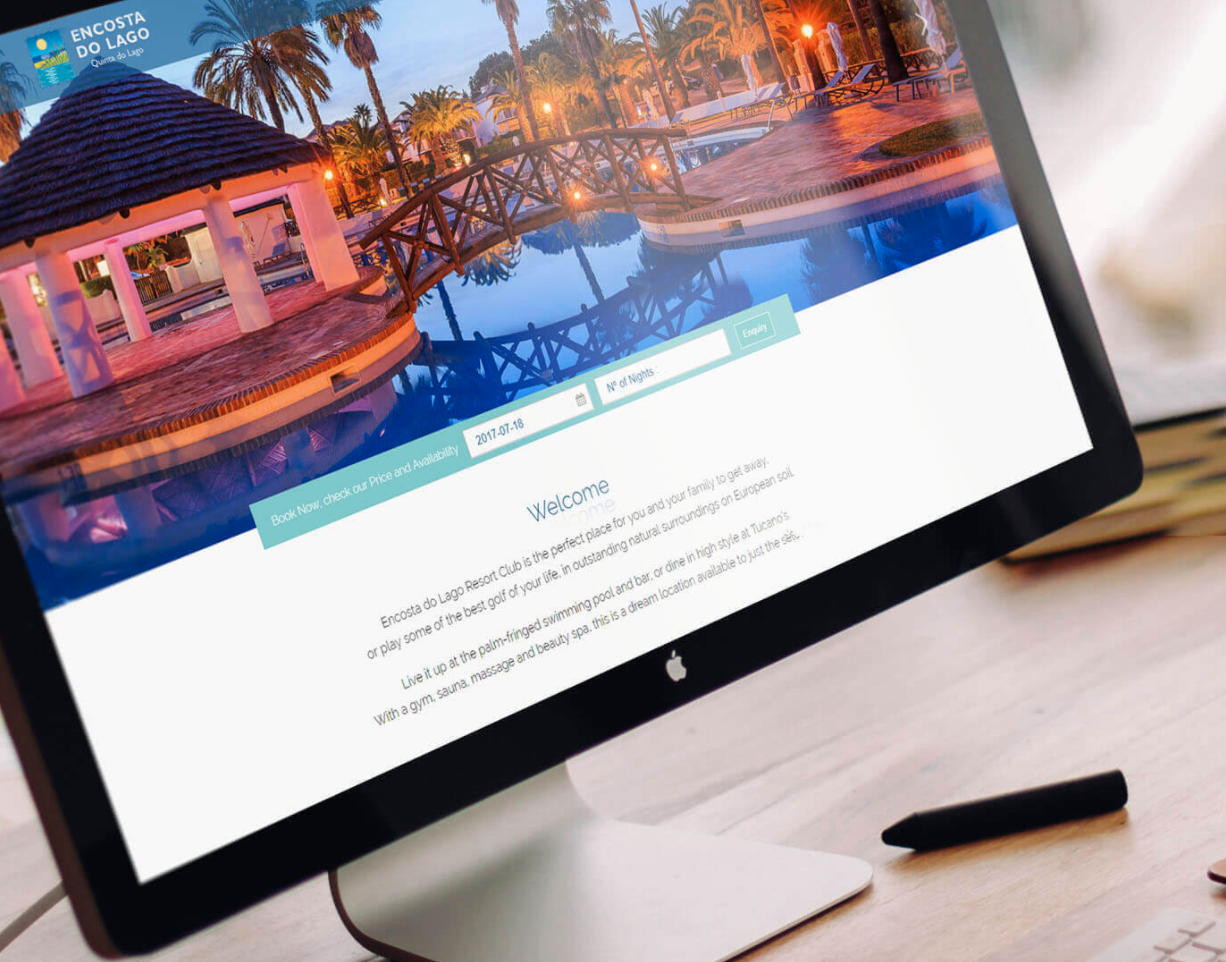 ENCOSTA
DO LAGO
Quinta do Lago
Book Now, check our Price and Availability
2017-07-18
Nº of Nights :
Enquiry
Welcome
Encosta do Lago Resort Club is the perfect place for you and your family to get away,
or play some of the best golf of your life, in outstanding natural surroundings on European soil.
Live it up at the palm-fringed swimming pool and bar, or dine in high style at Tucano's.
With a gym, sauna, massage and beauty spa, this is a dream location available to just the